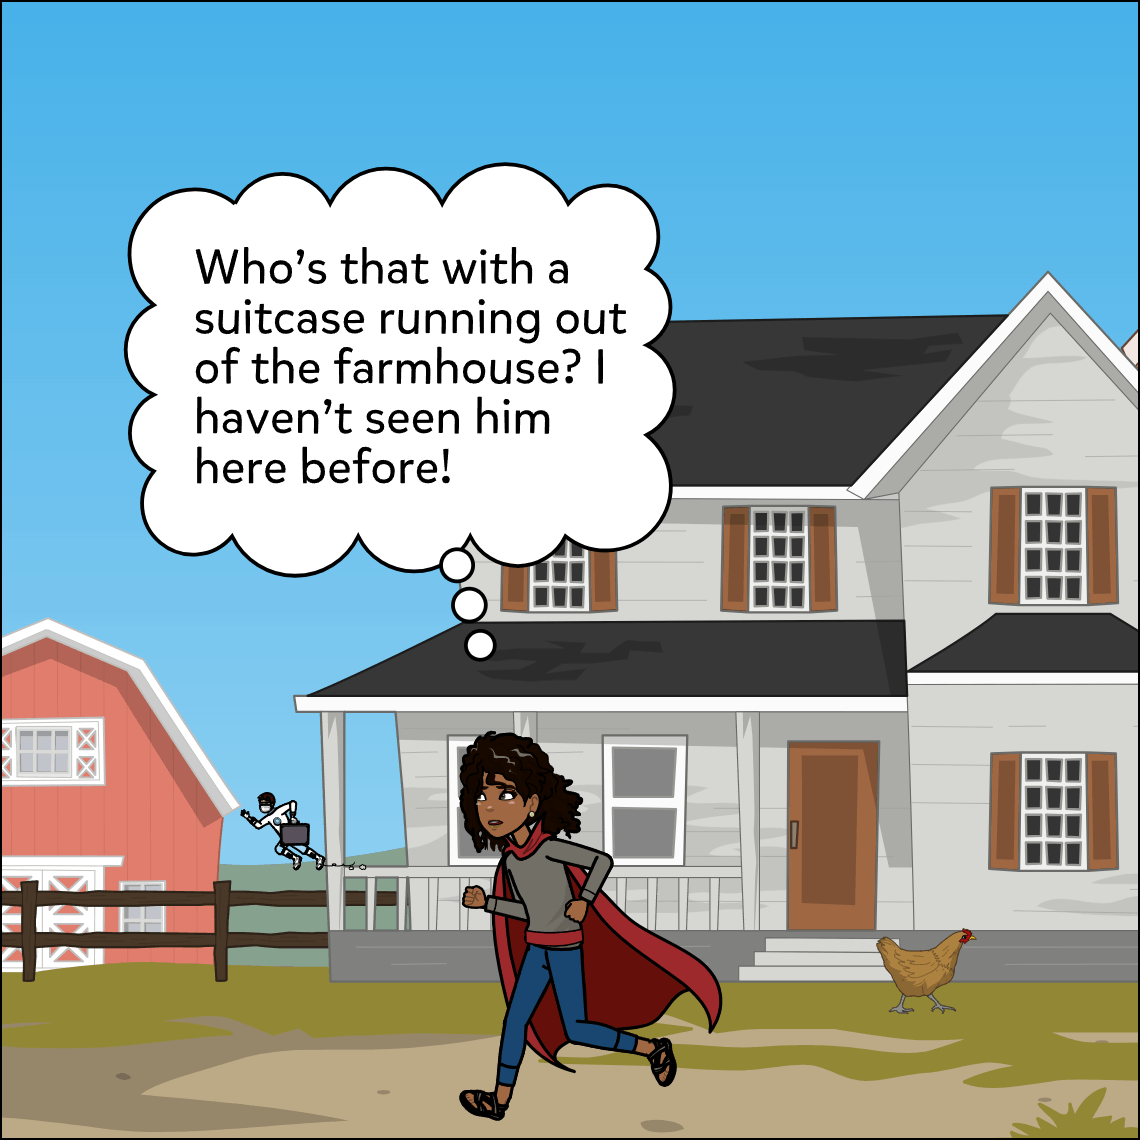 Who’s that with a
suitcase running out
of the farmhouse? I
haven’t seen him
here before!